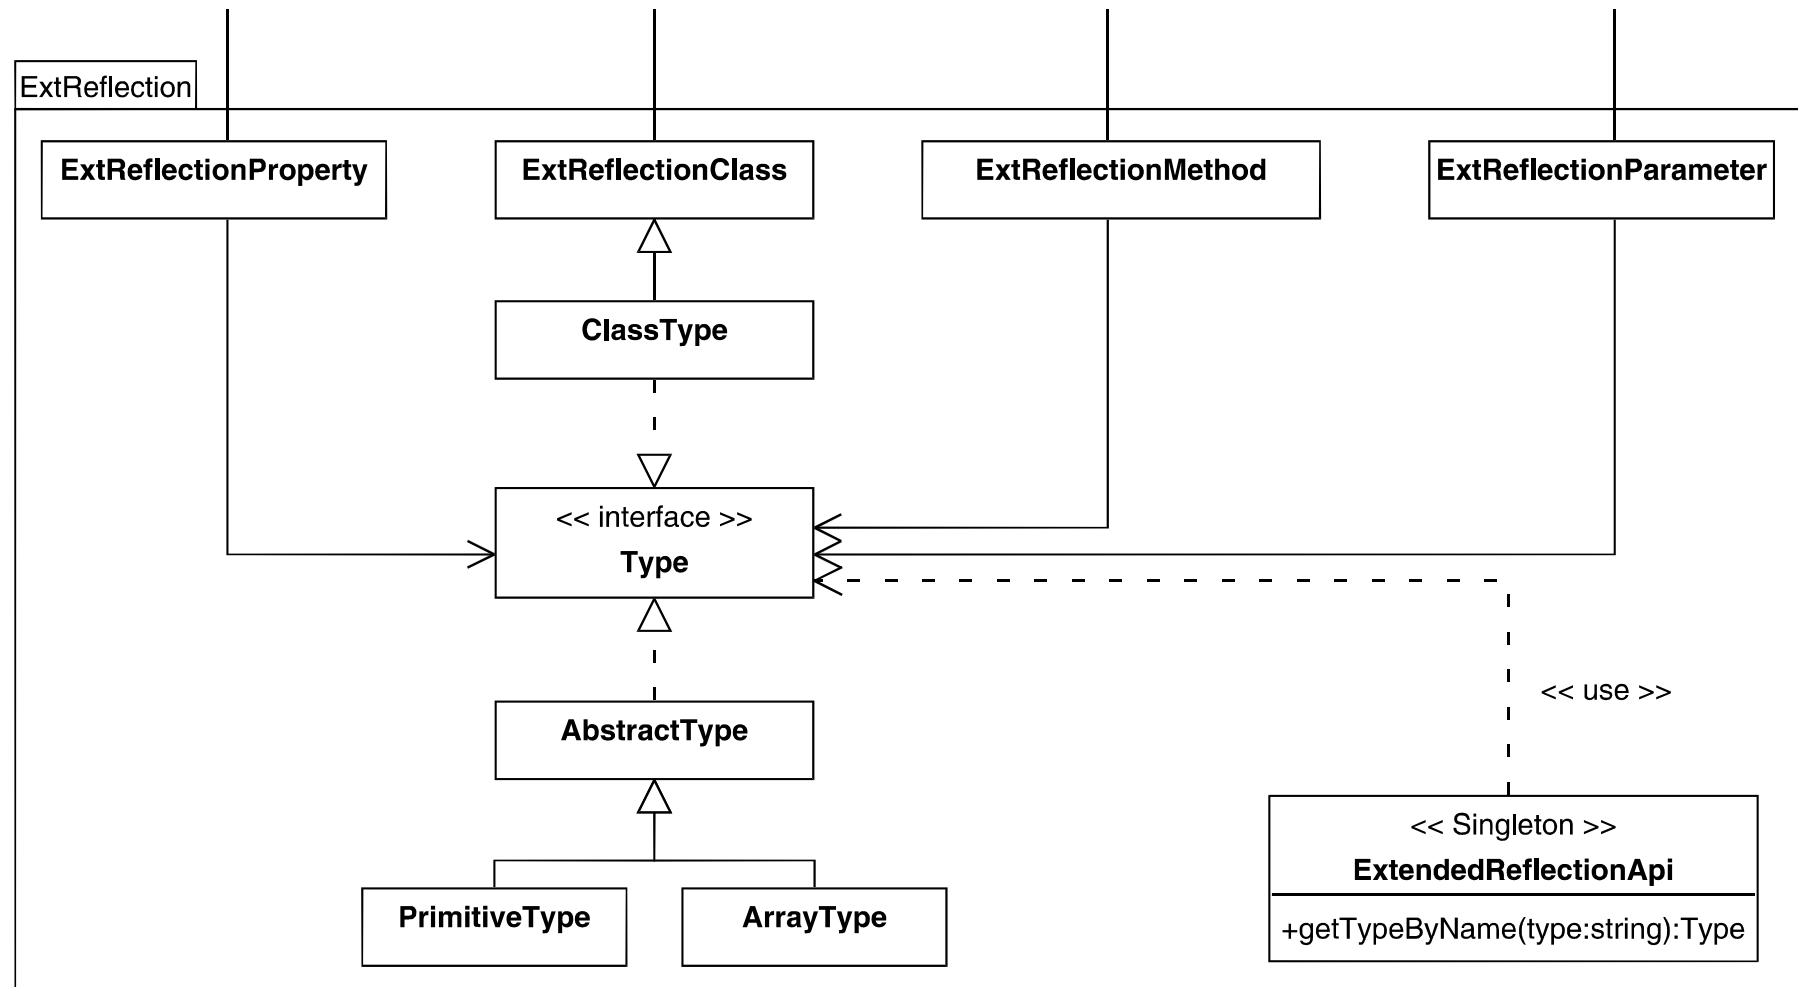 ExtReflection
ExtReflectionProperty
ExtReflectionClass
ExtReflectionMethod
ExtReflectionParameter
ClassType
<< interface >>
Type
<< use >>
AbstractType
<< Singleton >>
ExtendedReflectionApi
+getTypeByName(type:string):Type
PrimitiveType
ArrayType